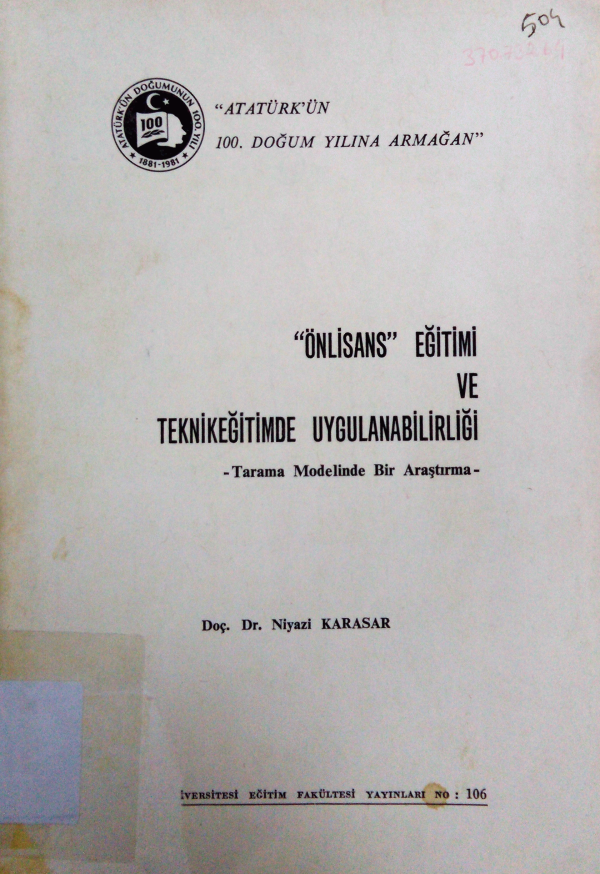 504
ATATÜRK'ÜN DOĞUMUNUN 100. YILI
100
★ 1881-1981 ★
"ATATÜRK'ÜN
100. DOĞUM YILINA ARMAĞAN"
"ÖNLİSANS" EĞİTİMİ
VE
TEKNİKEĞİTİMDE UYGULANABİLİRLİĞİ
-Tarama Modelinde Bir Araştırma-
Doç. Dr. Niyazi KARASAR
İVERSİTESİ EĞİTİM FAKÜLTESİ YAYINLARI NO : 106